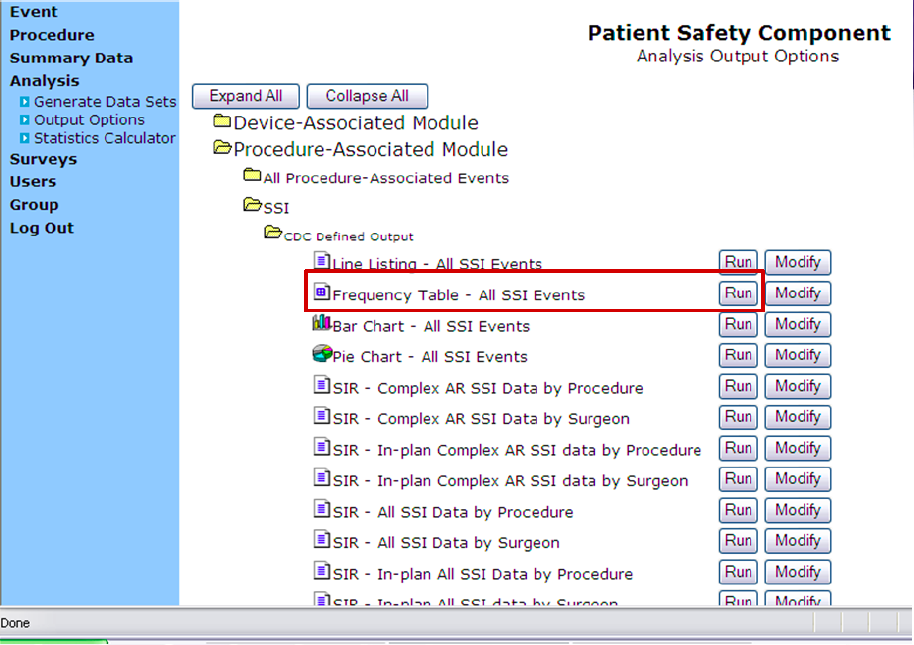 Event
Procedure
Summary Data
Analysis
Generate Data Sets
Output Options
Statistics Calculator
Surveys
Users
Group
Log Out
Patient Safety Component
Analysis Output Options
Expand All Collapse All
Device-Associated Module
Procedure-Associated Module
All Procedure-Associated Events
SSI
CDC Defined Output
Line Listing - All SSI Events Run Modify
Frequency Table - All SSI Events Run Modify
Bar Chart - All SSI Events Run Modify
Pie Chart - All SSI Events Run Modify
SIR - Complex AR SSI Data by Procedure Run Modify
SIR - Complex AR SSI Data by Surgeon Run Modify
SIR - In-plan Complex AR SSI data by Procedure Run Modify
SIR - In-plan Complex AR SSI data by Surgeon Run Modify
SIR - All SSI Data by Procedure Run Modify
SIR - All SSI Data by Surgeon Run Modify
SIR - In-plan All SSI Data by Procedure Run Modify
SIR - In-plan All SSI data by Surgeon Run Modify
Done